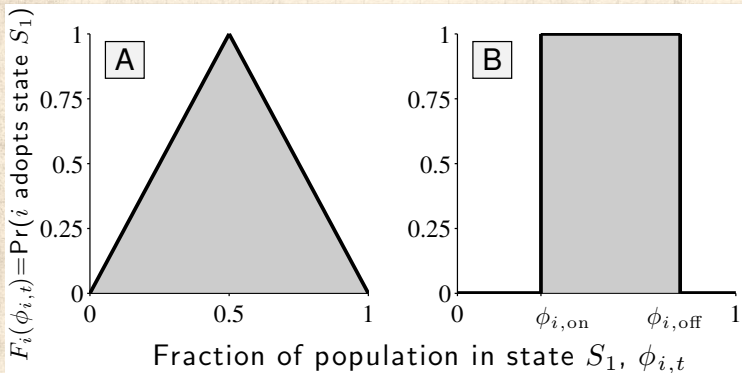 F_i(φ_{i,t})=Pr(i adopts state S_1)
A
1
0.75
0.5
0.25
0
0
0.5
1
B
1
0.75
0.5
0.25
0
0
φ_{i,on}
φ_{i,off}
1
Fraction of population in state S_1, φ_{i,t}